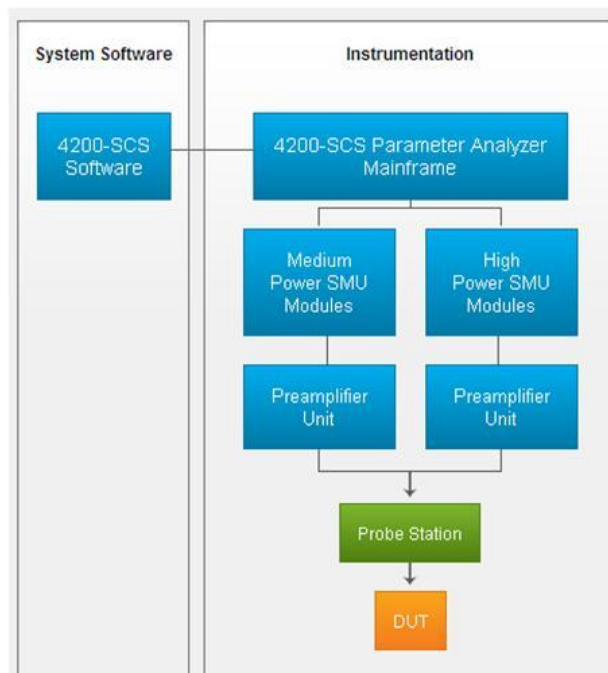 System Software
Instrumentation
4200-SCS
Software
4200-SCS Parameter Analyzer
Mainframe
Medium
Power SMU
Modules
High
Power SMU
Modules
Preamplifier
Unit
Preamplifier
Unit
Probe Station
DUT